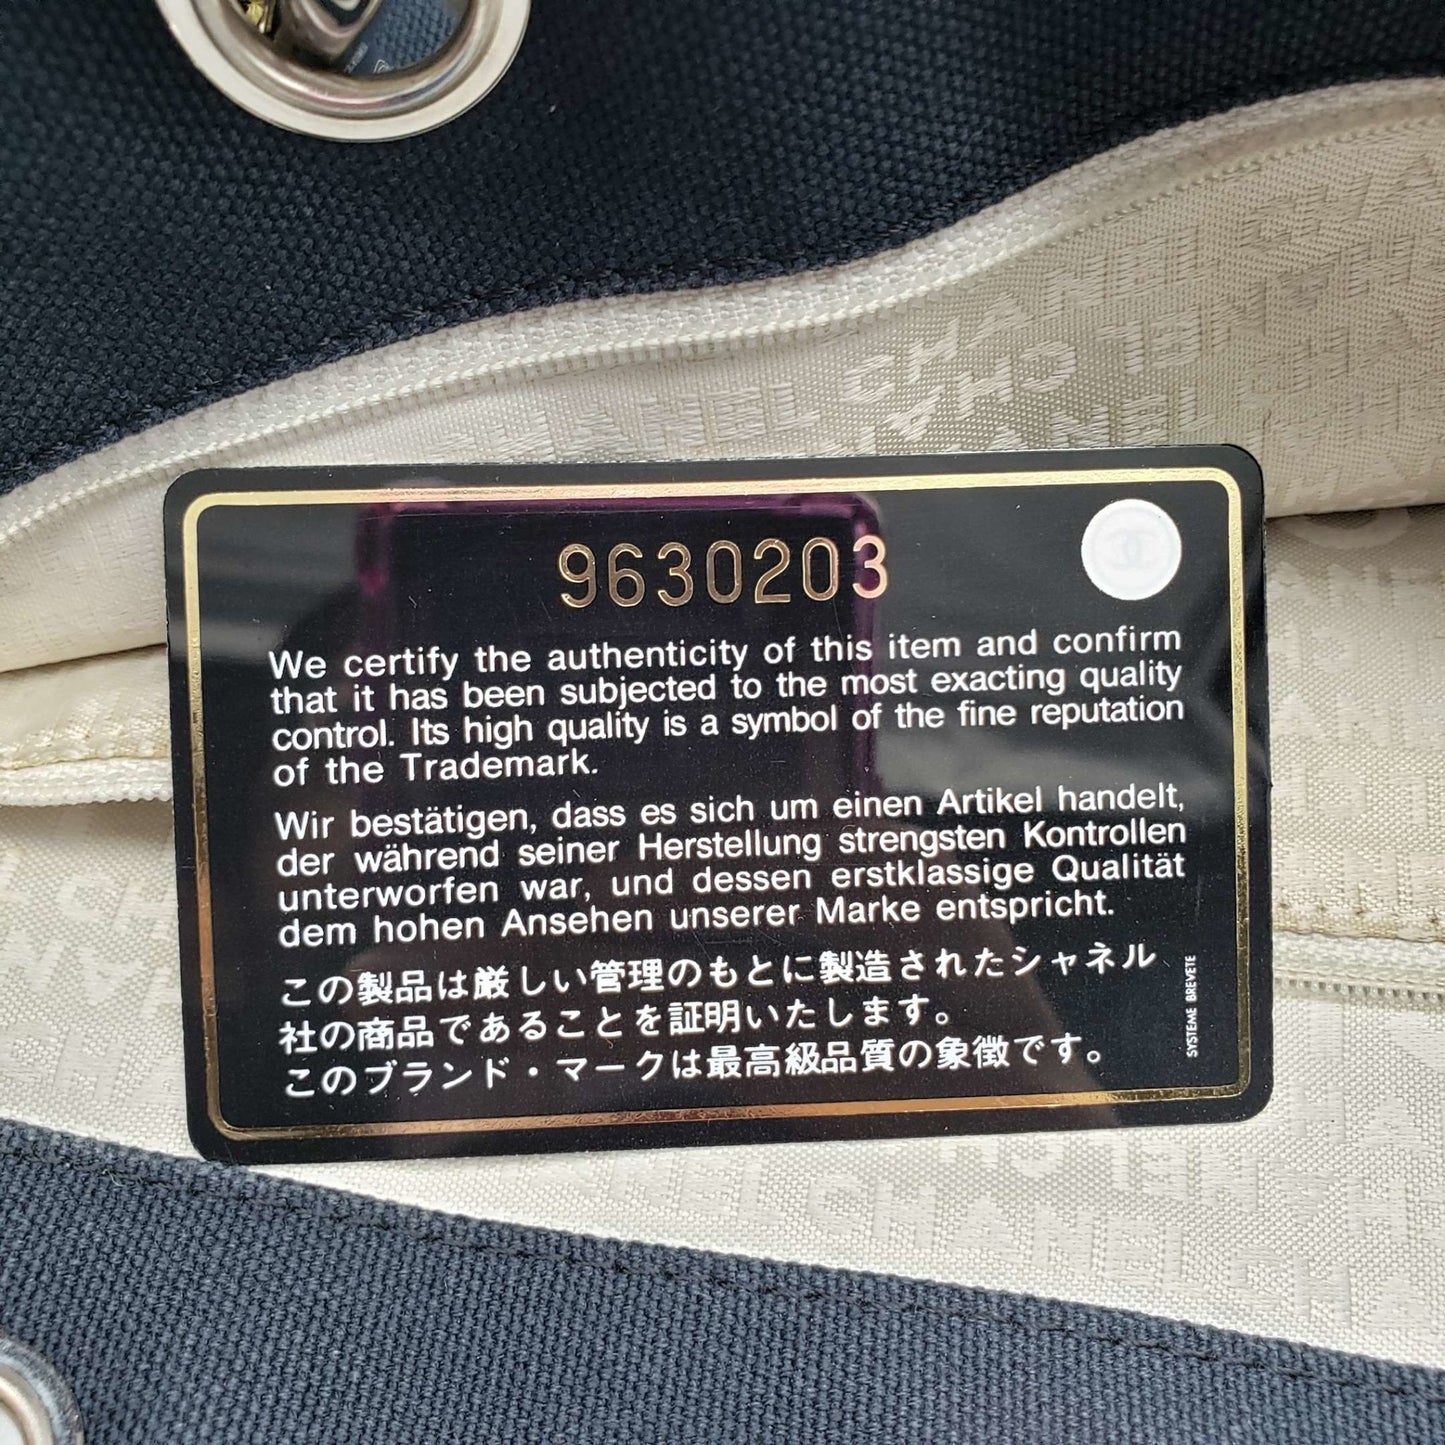 CHANEL
9630203
We certify the authenticity of this item and confirm
that it has been subjected to the most exacting quality
control. Its high quality is a symbol of the fine reputation
of the Trademark.
Wir bestätigen, dass es sich um einen Artikel handelt,
der während seiner Herstellung strengsten Kontrollen
unterworfen war, und dessen erstklassige Qualität
dem hohen Ansehen unserer Marke entspricht.
この製品は厳しい管理のもとに製造されたシャネル
社の商品であることを証明いたします。
このブランド・マークは最高級品質の象徴です。
SYSTEME BREVETE